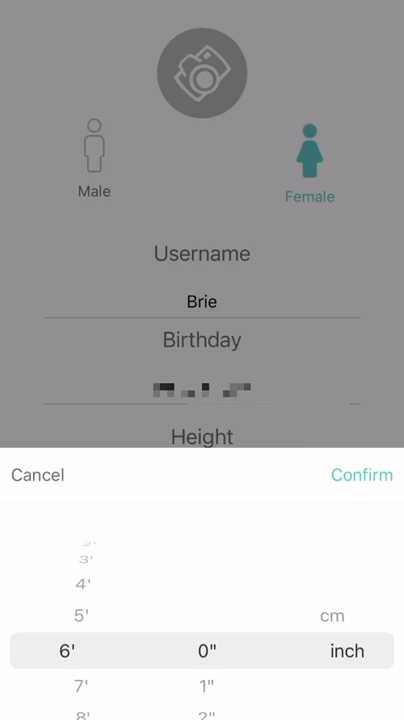 Male
Female
Username
Brie
Birthday
Height
Cancel Confirm
2'
3'
4'
5' cm
6' 0" inch
7' 1"
8' 2"